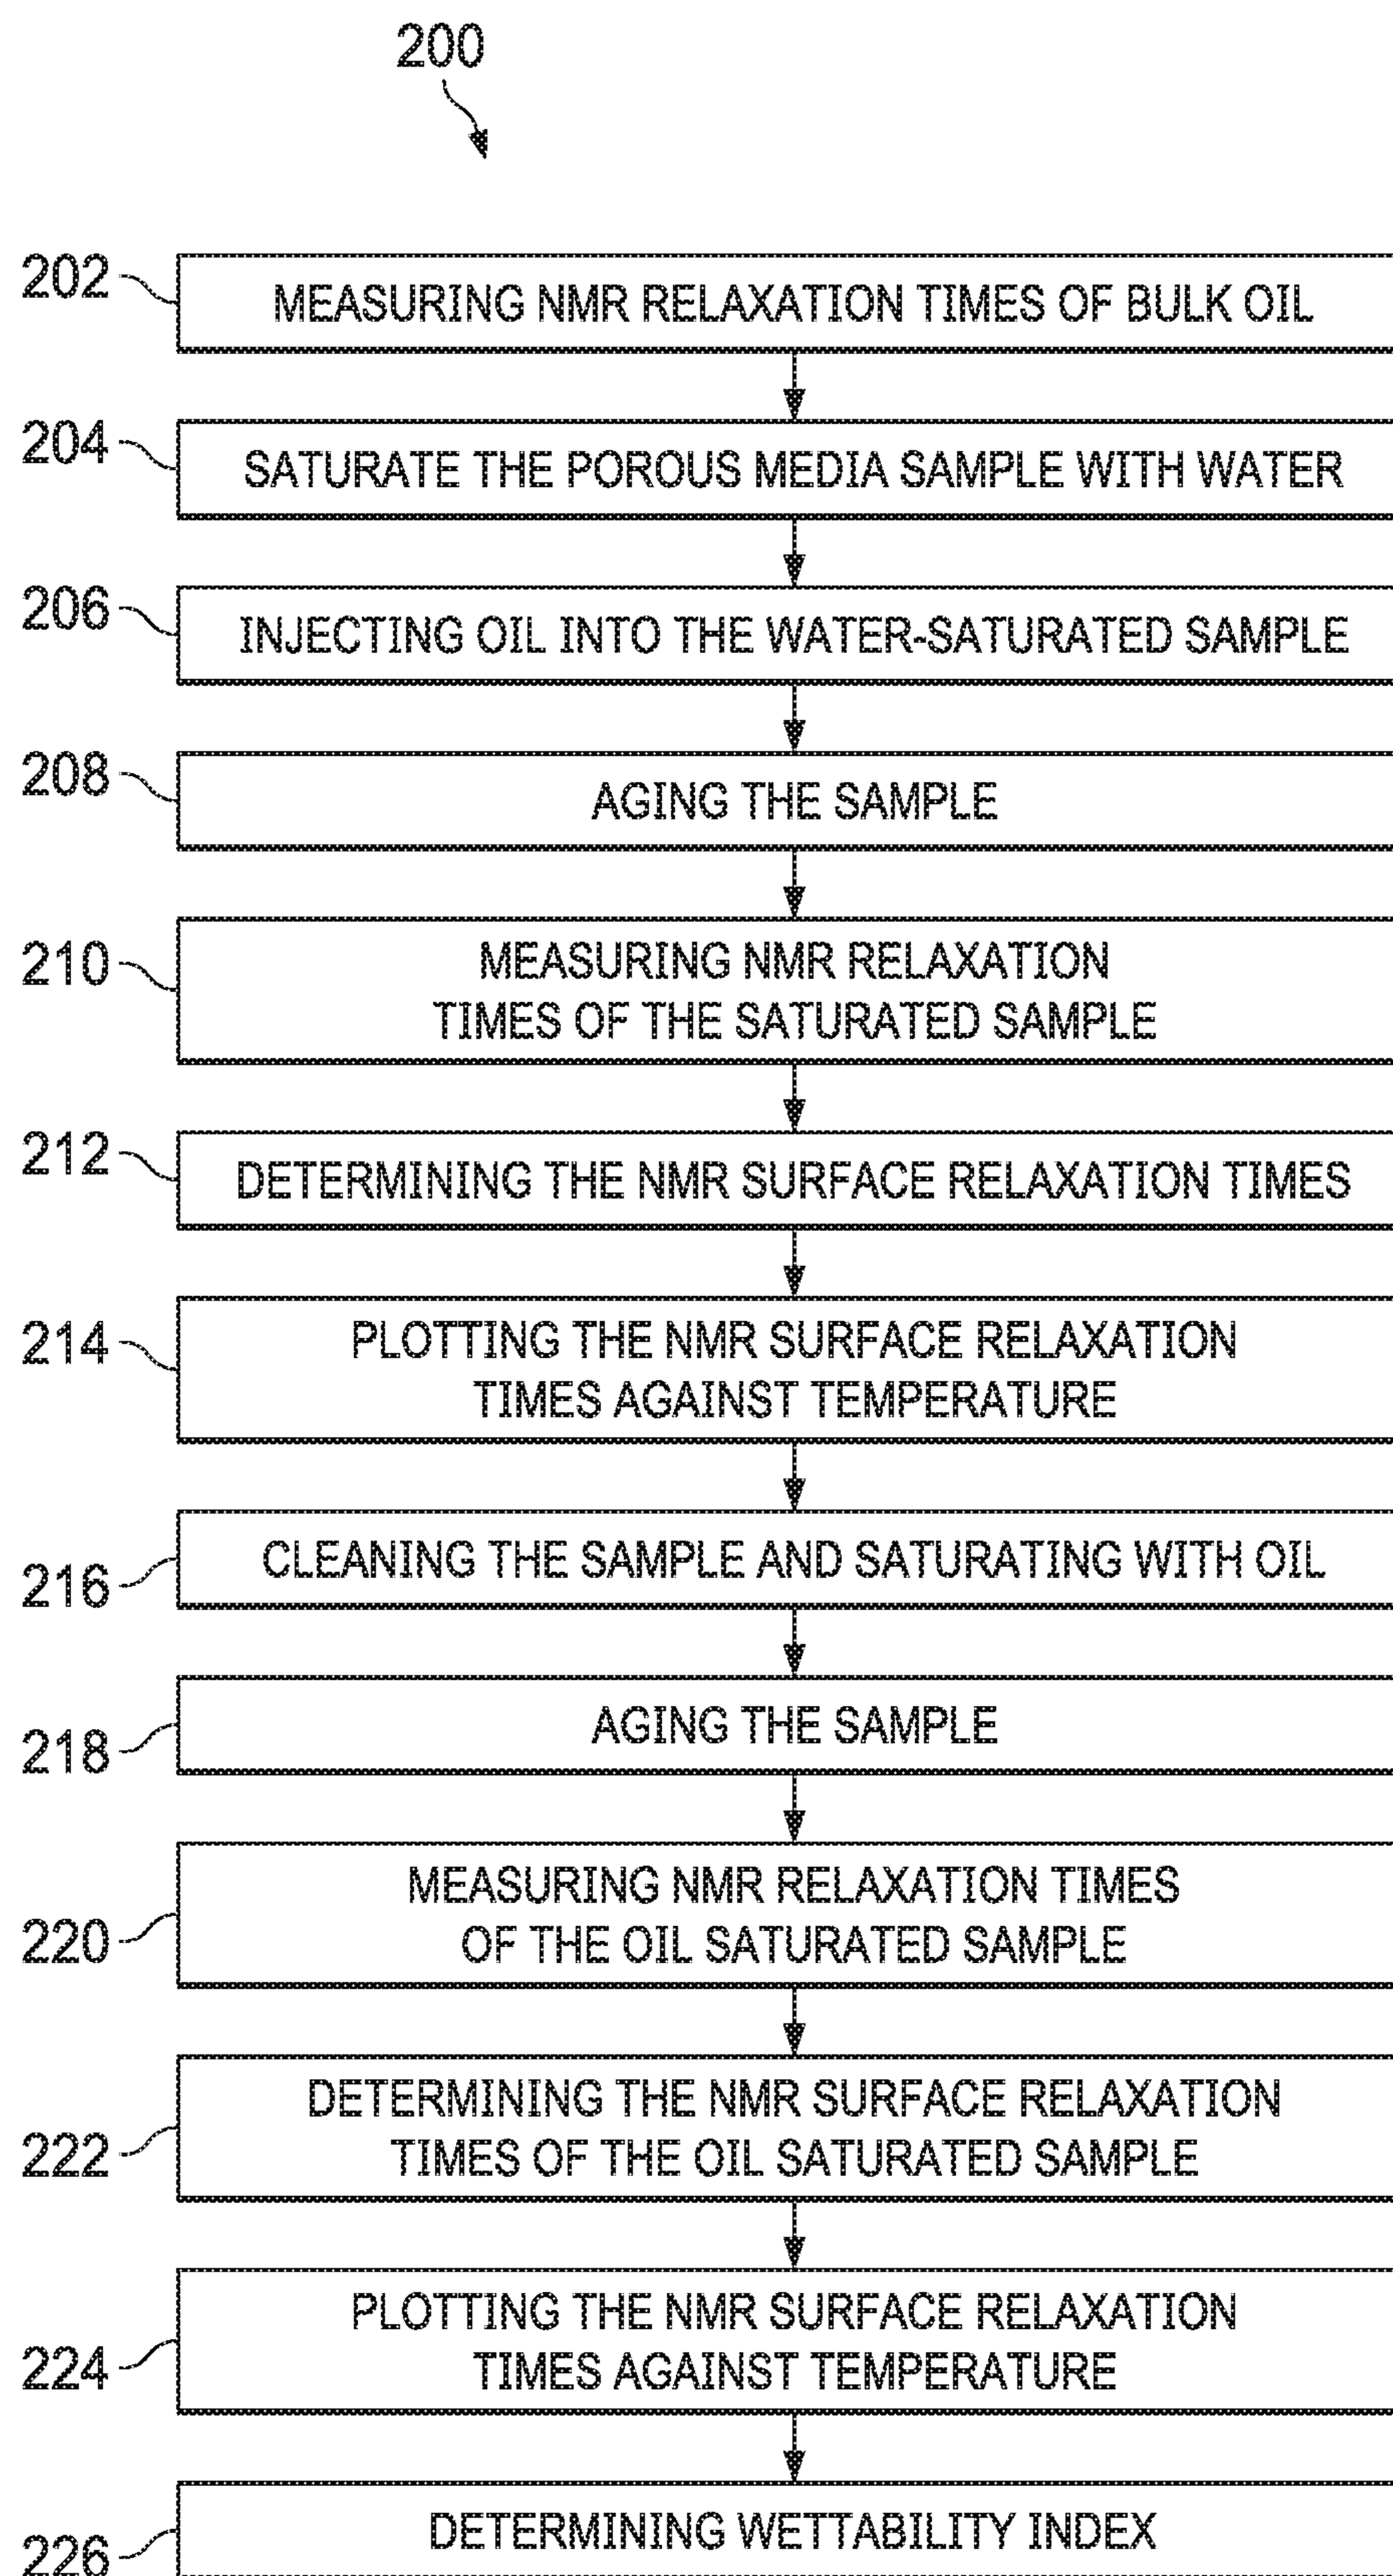 200
202
MEASURING NMR RELAXATION TIMES OF BULK OIL
204
SATURATE THE POROUS MEDIA SAMPLE WITH WATER
206
INJECTING OIL INTO THE WATER-SATURATED SAMPLE
208
AGING THE SAMPLE
210
MEASURING NMR RELAXATION
TIMES OF THE SATURATED SAMPLE
212
DETERMINING THE NMR SURFACE RELAXATION TIMES
214
PLOTTING THE NMR SURFACE RELAXATION
TIMES AGAINST TEMPERATURE
216
CLEANING THE SAMPLE AND SATURATING WITH OIL
218
AGING THE SAMPLE
220
MEASURING NMR RELAXATION TIMES
OF THE OIL SATURATED SAMPLE
222
DETERMINING THE NMR SURFACE RELAXATION
TIMES OF THE OIL SATURATED SAMPLE
224
PLOTTING THE NMR SURFACE RELAXATION
TIMES AGAINST TEMPERATURE
226
DETERMINING WETTABILITY INDEX